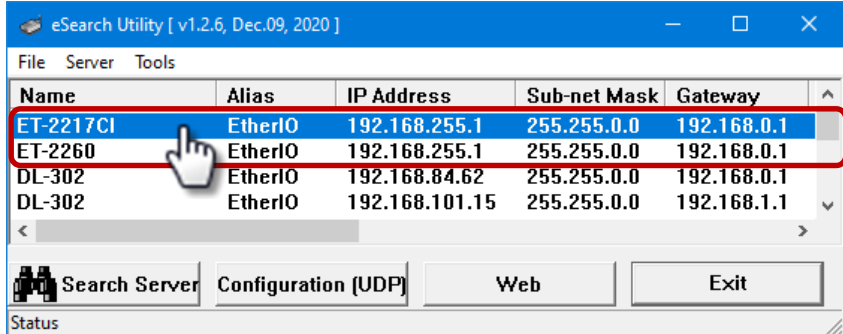 eSearch Utility [ v1.2.6, Dec.09, 2020 ]
File Server Tools
Name Alias IP Address Sub-net Mask Gateway
ET-2217CI EtherIO 192.168.255.1 255.255.0.0 192.168.0.1
ET-2260 EtherIO 192.168.255.1 255.255.0.0 192.168.0.1
DL-302 EtherIO 192.168.84.62 255.255.0.0 192.168.0.1
DL-302 EtherIO 192.168.101.15 255.255.0.0 192.168.1.1
Search Server Configuration (UDP) Web Exit
Status